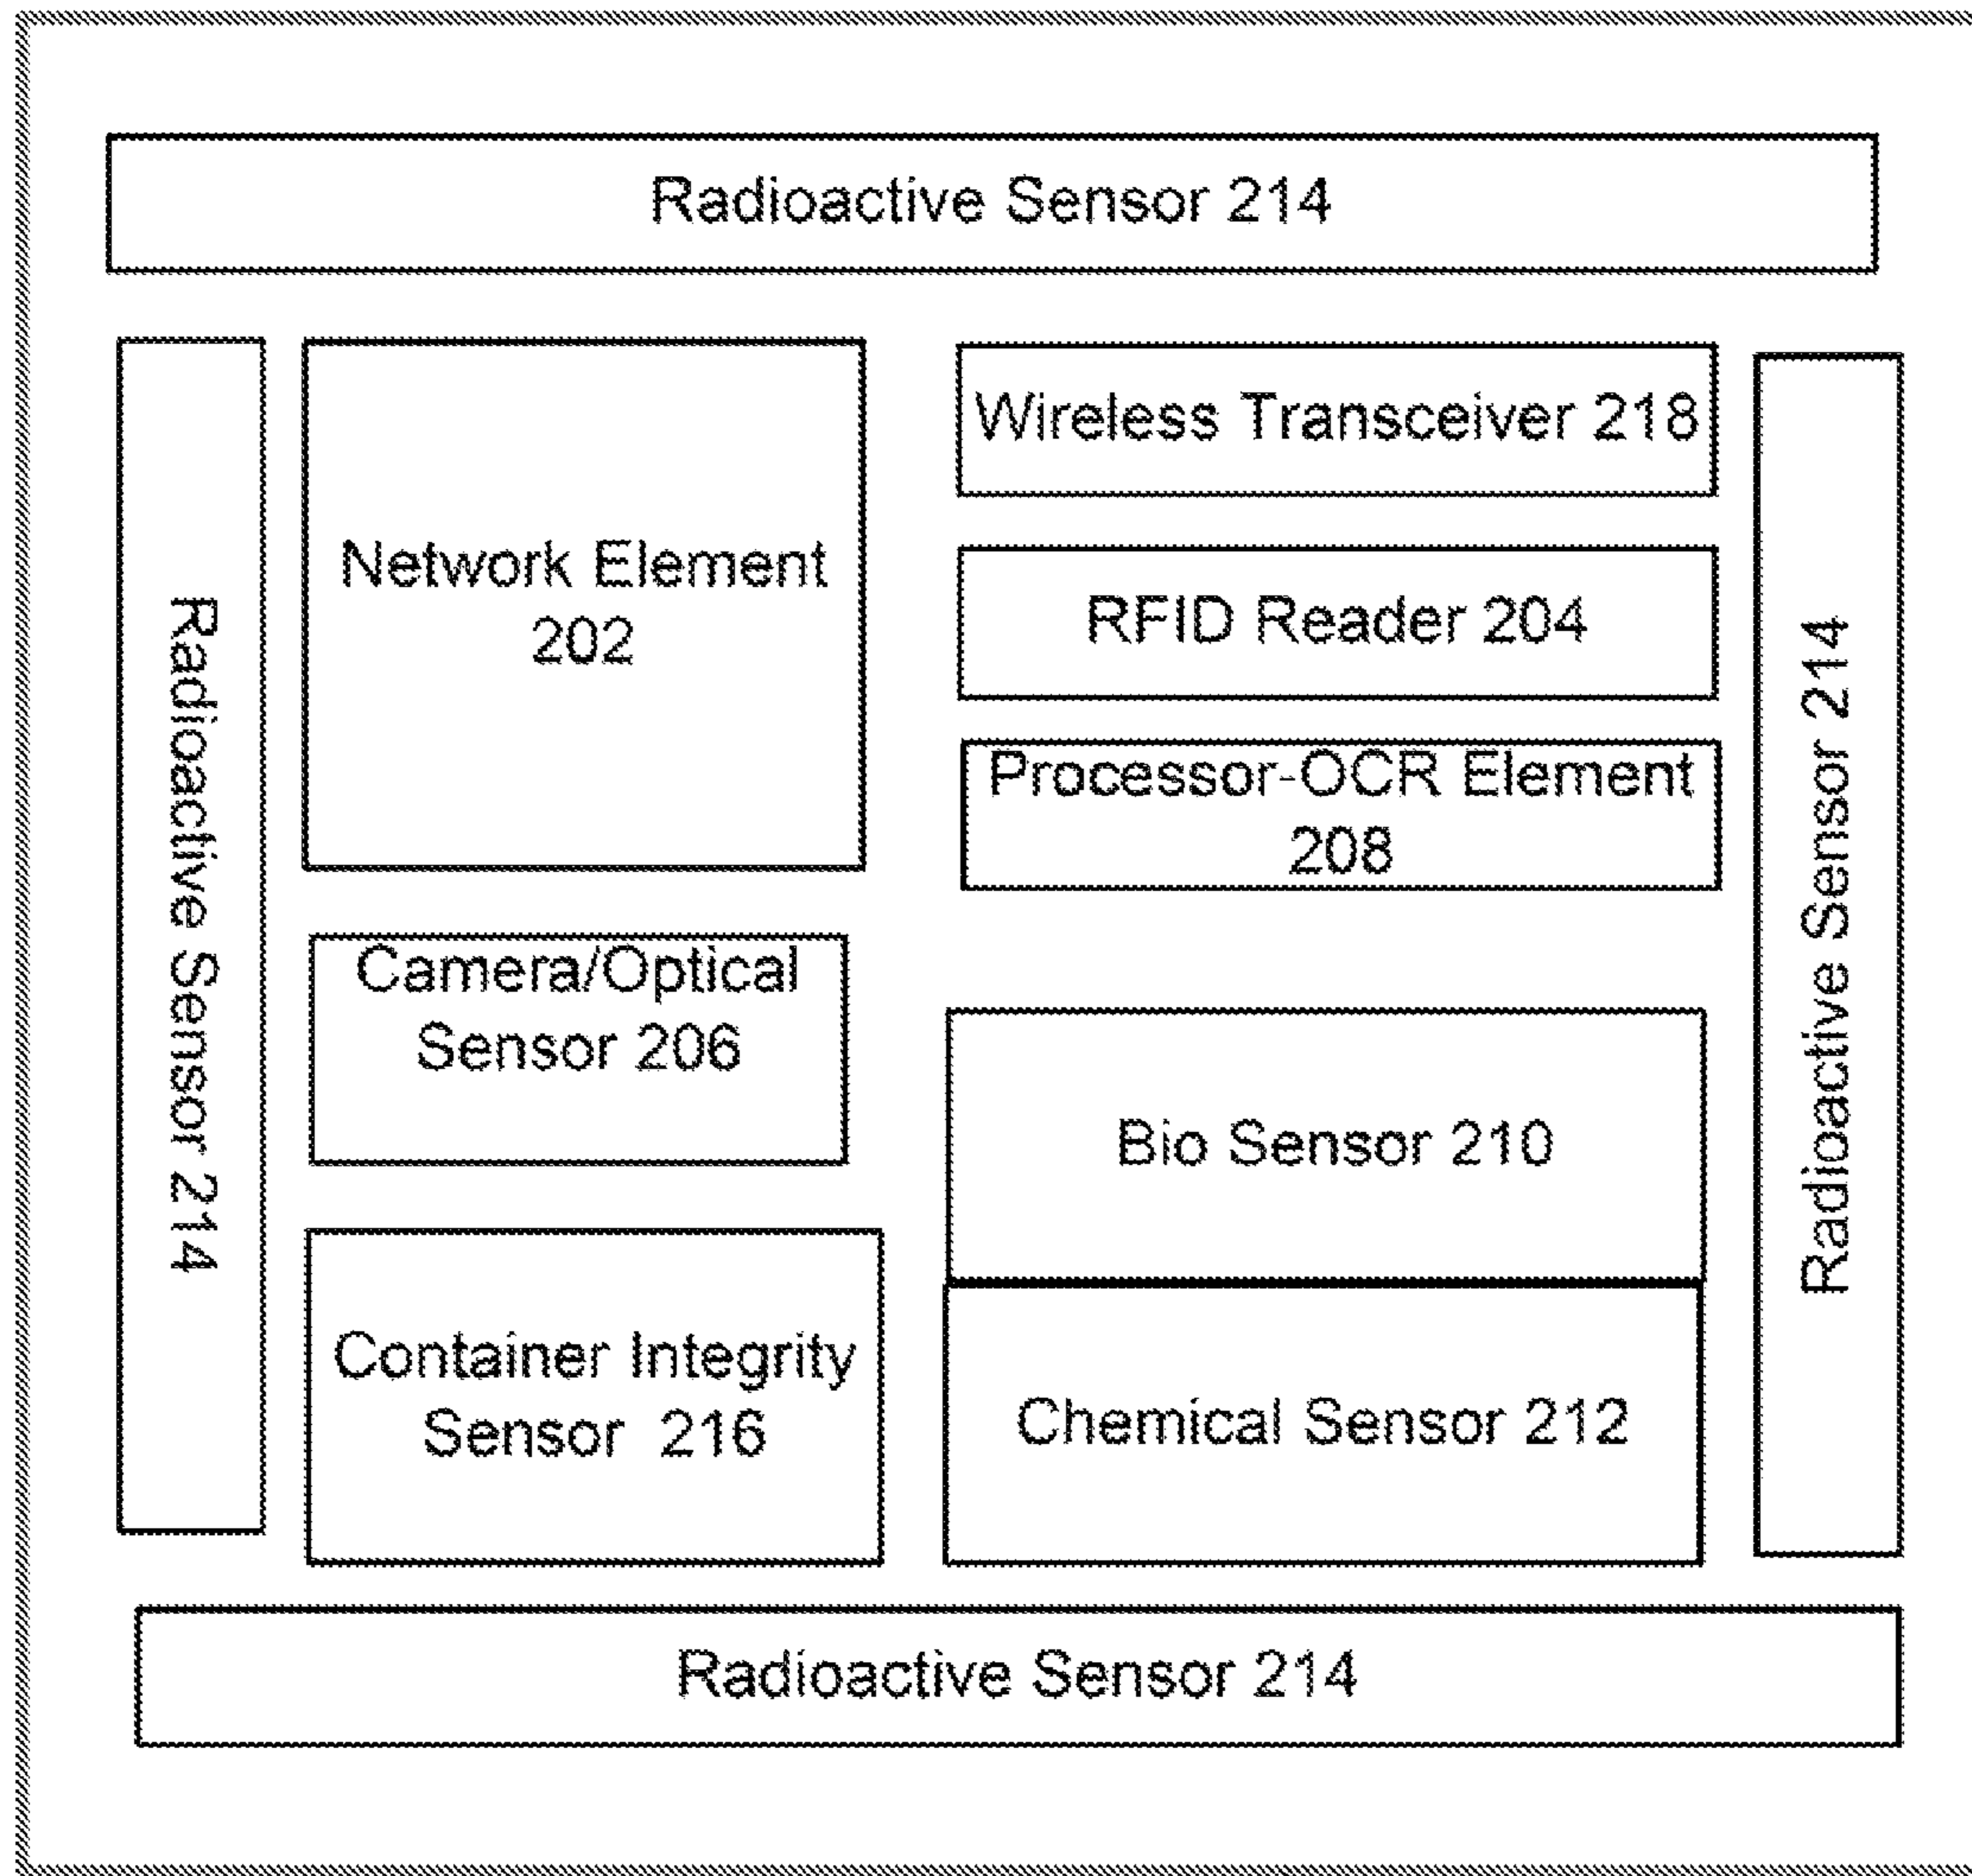 Radioactive Sensor 214
Radioactive Sensor 214
Network Element
202
Wireless Transceiver 218
RFID Reader 204
Processor-OCR Element
208
Camera/Optical
Sensor 206
Bio Sensor 210
Container Integrity
Sensor 216
Chemical Sensor 212
Radioactive Sensor 214
Radioactive Sensor 214